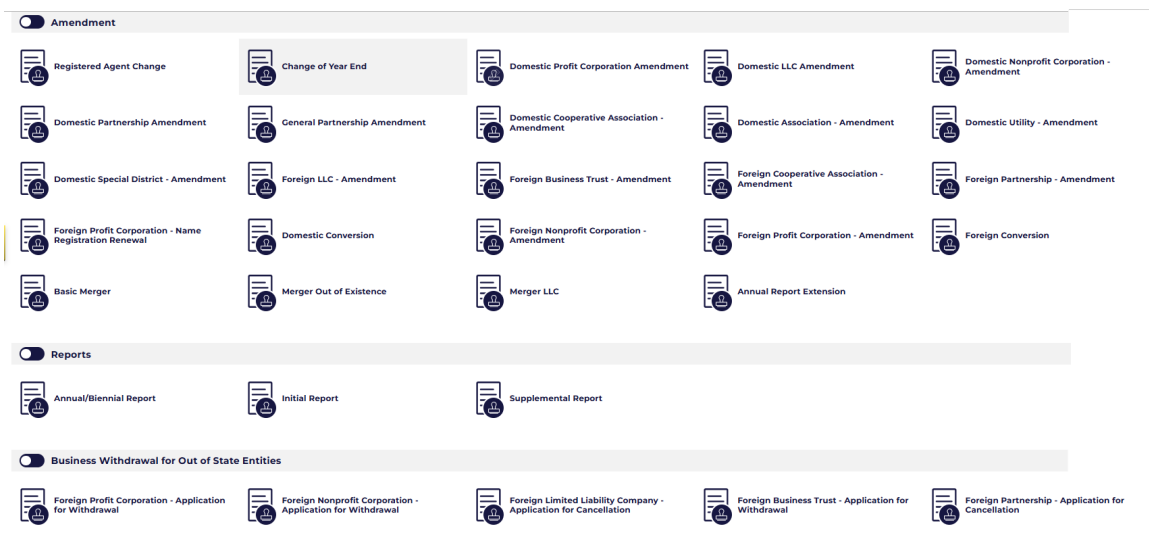 Amendment
Registered Agent Change
Change of Year End
Domestic Profit Corporation Amendment
Domestic LLC Amendment
Domestic Nonprofit Corporation -
Amendment
Domestic Partnership Amendment
General Partnership Amendment
Domestic Cooperative Association -
Amendment
Domestic Association - Amendment
Domestic Utility - Amendment
Domestic Special District - Amendment
Foreign LLC - Amendment
Foreign Business Trust - Amendment
Foreign Cooperative Association -
Amendment
Foreign Partnership - Amendment
Foreign Profit Corporation - Name
Registration Renewal
Domestic Conversion
Foreign Nonprofit Corporation -
Amendment
Foreign Profit Corporation - Amendment
Foreign Conversion
Basic Merger
Merger Out of Existence
Merger LLC
Annual Report Extension
Reports
Annual/Biennial Report
Initial Report
Supplemental Report
Business Withdrawal for Out of State Entities
Foreign Profit Corporation - Application
for Withdrawal
Foreign Nonprofit Corporation -
Application for Withdrawal
Foreign Limited Liability Company -
Application for Cancellation
Foreign Business Trust - Application for
Withdrawal
Foreign Partnership - Application for
Cancellation